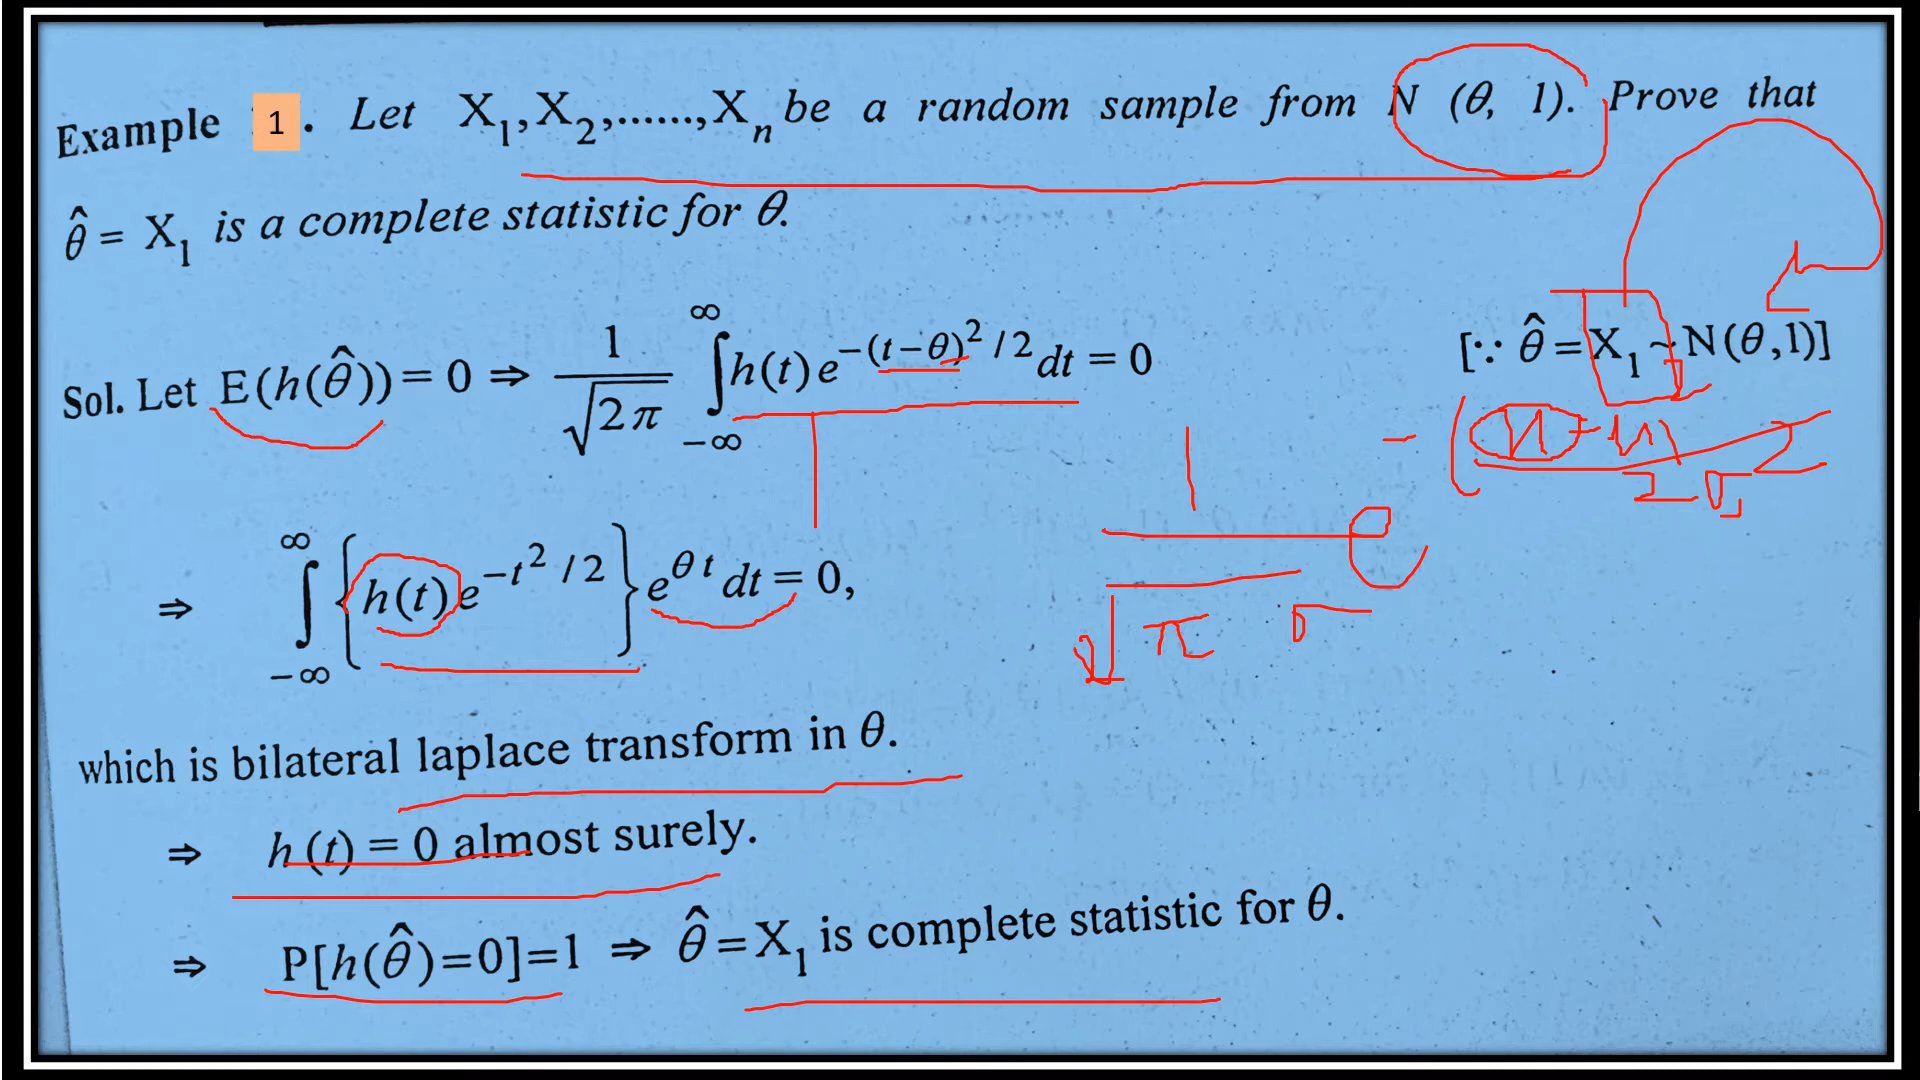 Example 1. Let X₁,X₂,......,Xₙ be a random sample from N (θ, 1). Prove that
θ̂ = X₁ is a complete statistic for θ.
Sol. Let E(h(θ̂)) = 0 ⇒ 1/√2π ∫_{-∞}^{∞} h(t) e^{-(t-θ)² / 2} dt = 0 [∵ θ̂ = X₁ ~ N(θ,1)]
⇒ ∫_{-∞}^{∞} {h(t) e^{-t² / 2}} e^{θt} dt = 0,
which is bilateral laplace transform in θ.
⇒ h (t) = 0 almost surely.
⇒ P[h(θ̂)=0]=1 ⇒ θ̂ = X₁ is complete statistic for θ.